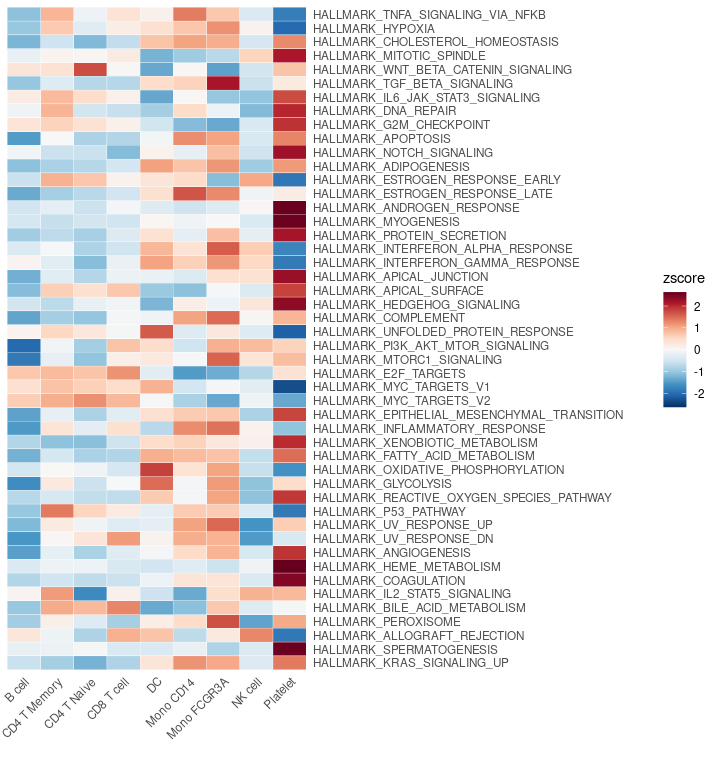 HALLMARK_TNFA_SIGNALING_VIA_NFKB
HALLMARK_HYPOXIA
HALLMARK_CHOLESTEROL_HOMEOSTASIS
HALLMARK_MITOTIC_SPINDLE
HALLMARK_WNT_BETA_CATENIN_SIGNALING
HALLMARK_TGF_BETA_SIGNALING
HALLMARK_IL6_JAK_STAT3_SIGNALING
HALLMARK_DNA_REPAIR
HALLMARK_G2M_CHECKPOINT
HALLMARK_APOPTOSIS
HALLMARK_NOTCH_SIGNALING
HALLMARK_ADIPOGENESIS
HALLMARK_ESTROGEN_RESPONSE_EARLY
HALLMARK_ESTROGEN_RESPONSE_LATE
HALLMARK_ANDROGEN_RESPONSE
HALLMARK_MYOGENESIS
HALLMARK_PROTEIN_SECRETION
HALLMARK_INTERFERON_ALPHA_RESPONSE
HALLMARK_INTERFERON_GAMMA_RESPONSE
HALLMARK_APICAL_JUNCTION
HALLMARK_APICAL_SURFACE
HALLMARK_HEDGEHOG_SIGNALING
HALLMARK_COMPLEMENT
HALLMARK_UNFOLDED_PROTEIN_RESPONSE
HALLMARK_PI3K_AKT_MTOR_SIGNALING
HALLMARK_MTORC1_SIGNALING
HALLMARK_E2F_TARGETS
HALLMARK_MYC_TARGETS_V1
HALLMARK_MYC_TARGETS_V2
HALLMARK_EPITHELIAL_MESENCHYMAL_TRANSITION
HALLMARK_INFLAMMATORY_RESPONSE
HALLMARK_XENOBIOTIC_METABOLISM
HALLMARK_FATTY_ACID_METABOLISM
HALLMARK_OXIDATIVE_PHOSPHORYLATION
HALLMARK_GLYCOLYSIS
HALLMARK_REACTIVE_OXYGEN_SPECIES_PATHWAY
HALLMARK_P53_PATHWAY
HALLMARK_UV_RESPONSE_UP
HALLMARK_UV_RESPONSE_DN
HALLMARK_ANGIOGENESIS
HALLMARK_HEME_METABOLISM
HALLMARK_COAGULATION
HALLMARK_IL2_STAT5_SIGNALING
HALLMARK_BILE_ACID_METABOLISM
HALLMARK_PEROXISOME
HALLMARK_ALLOGRAFT_REJECTION
HALLMARK_SPERMATOGENESIS
HALLMARK_KRAS_SIGNALING_UP
B cell
CD4 T Memory
CD4 T Naive
CD8 T cell
DC
Mono CD14
Mono FCGR3A
NK cell
Platelet
zscore
2
1
0
-1
-2